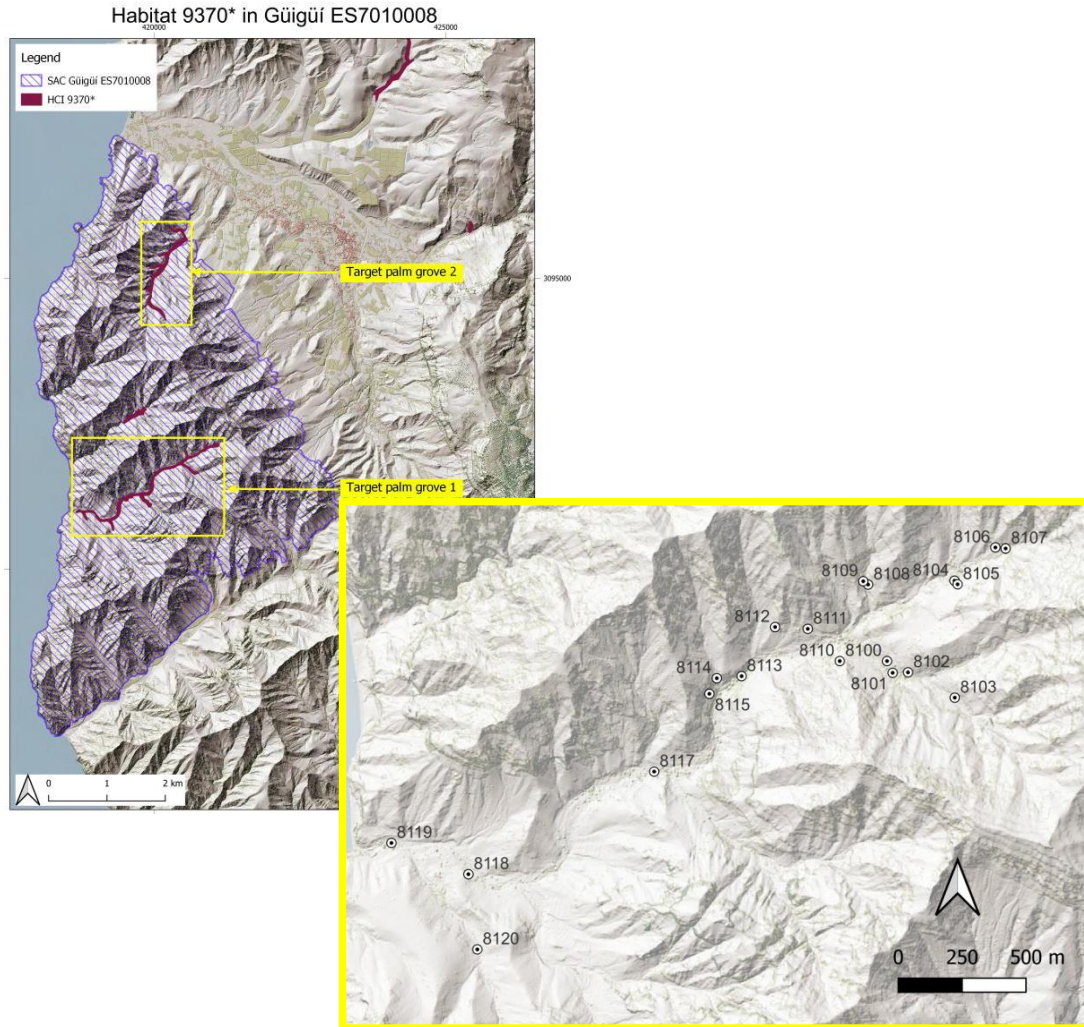 Habitat 9370* in Güigüí ES7010008
420000
425000
Legend
SAC Güigüí ES7010008
HCI 9370*
Target palm grove 2
3095000
Target palm grove 1
0 1 2 km
8106 8107
8109 8108 8104 8105
8112 8111
8110 8100
8114 8113 8101 8102
8115 8103
8117
8119
8118
8120
0 250 500 m